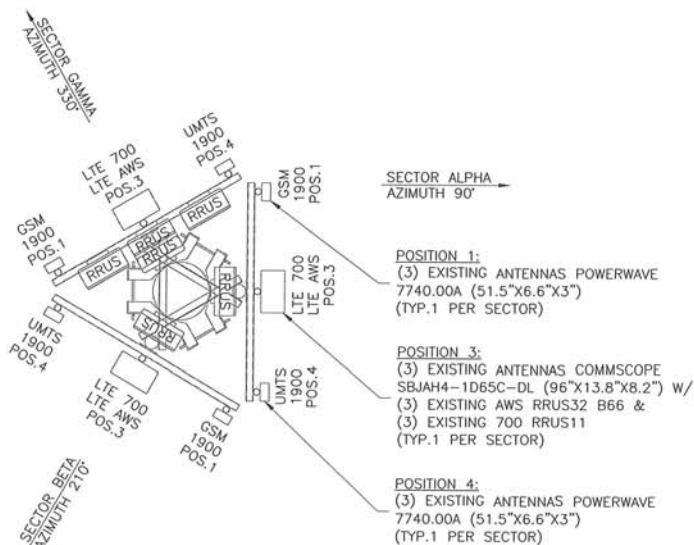 SECTOR GAMMA
AZIMUTH 330°
UMTS
1900
POS.4
LTE 700
LTE AWS
POS.3
GSM
1900
POS.1
GSM
1900
POS.1
RRUS
RRUS
RRUS
RRUS
RRUS
RRUS
LTE 700
LTE AWS
POS.3
UMTS
1900
POS.4
UMTS
1900
POS.4
LTE 700
LTE AWS
POS.3
GSM
1900
POS.1
SECTOR BETA
AZIMUTH 210°
SECTOR ALPHA
AZIMUTH 90°
POSITION 1:
(3) EXISTING ANTENNAS POWERWAVE
7740.00A (51.5"X6.6"X3")
(TYP.1 PER SECTOR)
POSITION 3:
(3) EXISTING ANTENNAS COMMSCOPE
SBJAH4-1D65C-DL (96"X13.8"X8.2") W/
(3) EXISTING AWS RRUS32 B66 &
(3) EXISTING 700 RRUS11
(TYP.1 PER SECTOR)
POSITION 4:
(3) EXISTING ANTENNAS POWERWAVE
7740.00A (51.5"X6.6"X3")
(TYP.1 PER SECTOR)